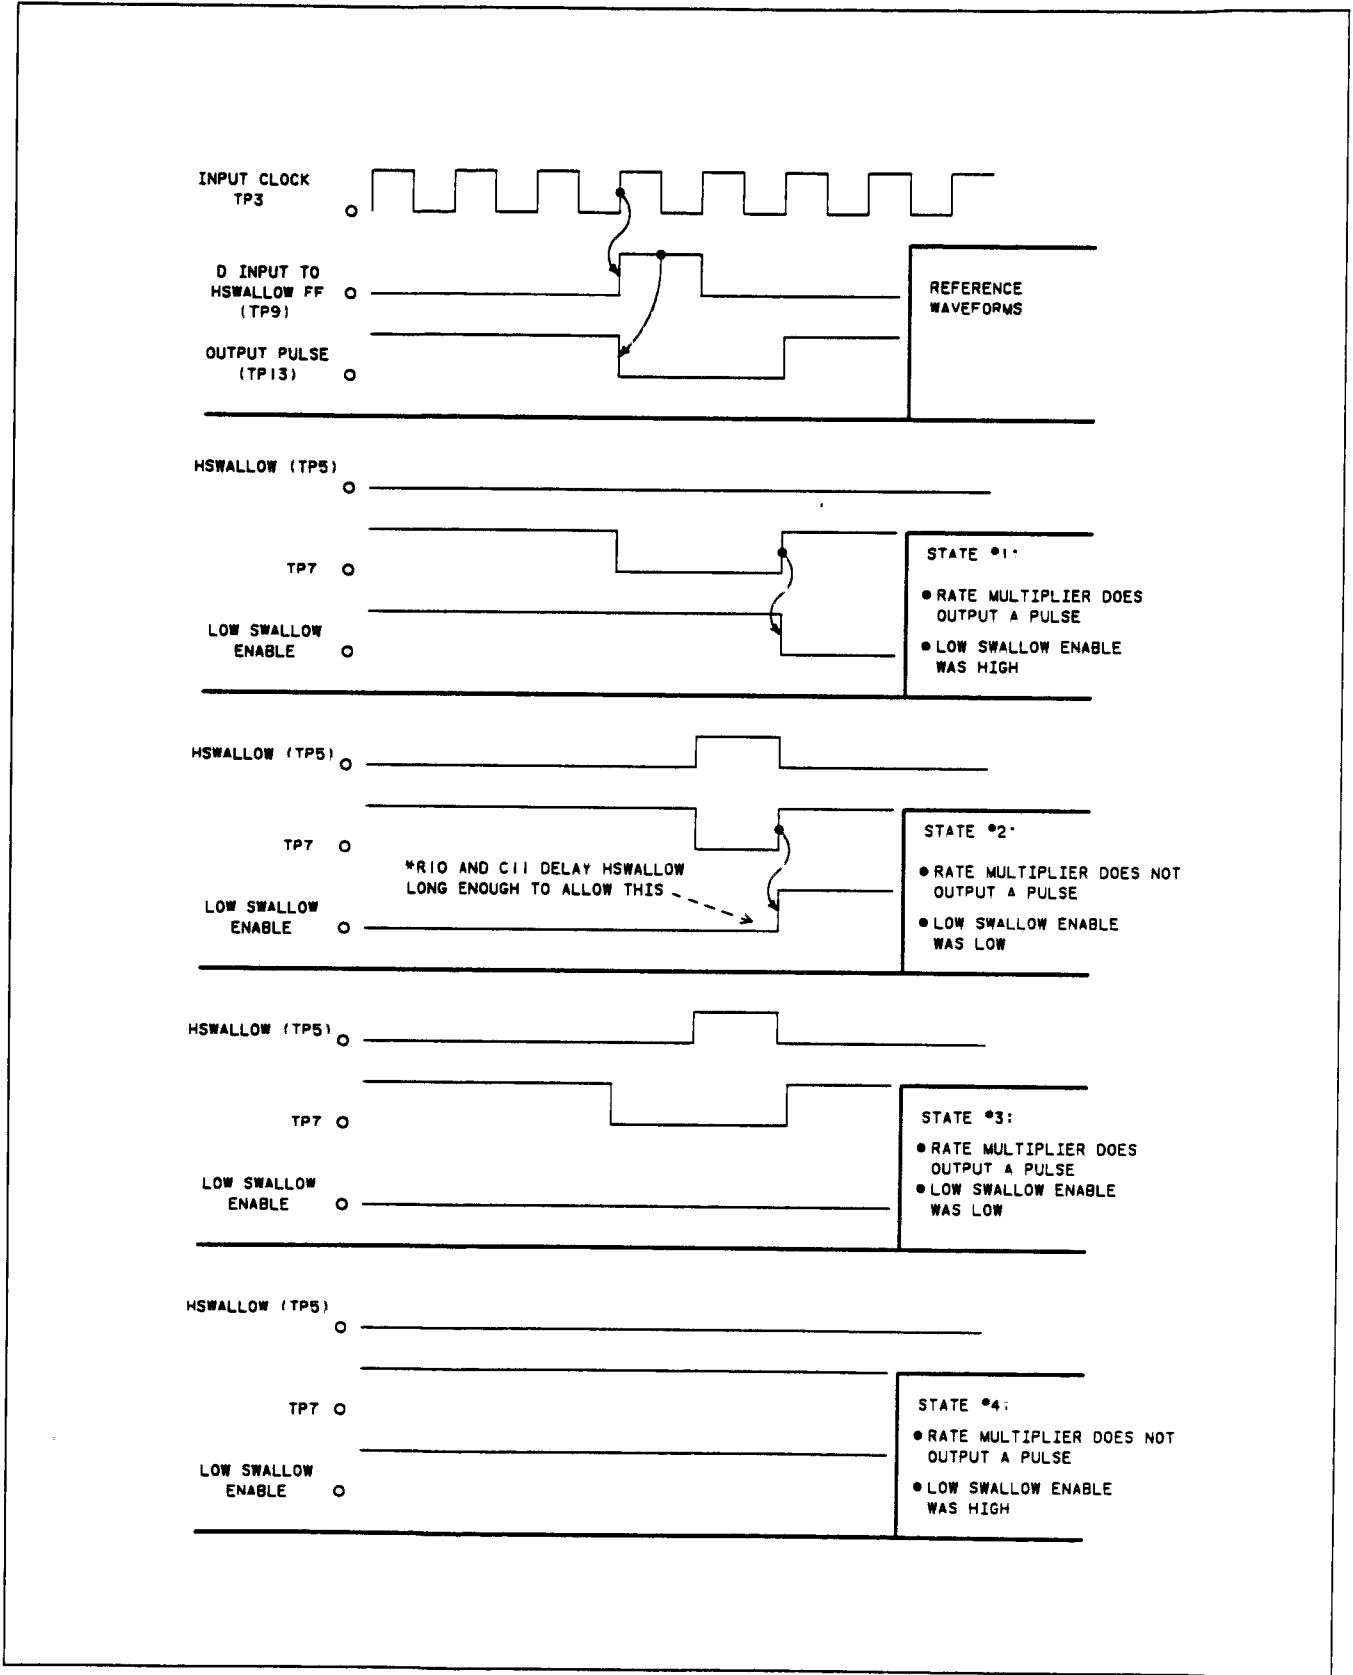 INPUT CLOCK
TP3
D INPUT TO
HSWALLOW FF
(TP9)
OUTPUT PULSE
(TP13)
REFERENCE
WAVEFORMS
HSWALLOW (TP5)
TP7
LOW SWALLOW
ENABLE
STATE #1:
● RATE MULTIPLIER DOES
OUTPUT A PULSE
● LOW SWALLOW ENABLE
WAS HIGH
HSWALLOW (TP5)
TP7
*R10 AND C11 DELAY HSWALLOW
LONG ENOUGH TO ALLOW THIS
LOW SWALLOW
ENABLE
STATE #2:
● RATE MULTIPLIER DOES NOT
OUTPUT A PULSE
● LOW SWALLOW ENABLE
WAS LOW
HSWALLOW (TP5)
TP7
LOW SWALLOW
ENABLE
STATE #3:
● RATE MULTIPLIER DOES
OUTPUT A PULSE
● LOW SWALLOW ENABLE
WAS LOW
HSWALLOW (TP5)
TP7
LOW SWALLOW
ENABLE
STATE #4:
● RATE MULTIPLIER DOES NOT
OUTPUT A PULSE
● LOW SWALLOW ENABLE
WAS HIGH